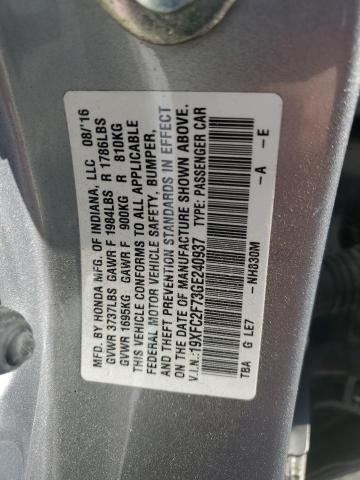 MFD. BY HONDA MFG. OF INDIANA, LLC 08/'16
GVWR 3737LBS GAWR F 1984LBS R 1786LBS
GVWR 1695KG GAWR F 900KG R 810KG
THIS VEHICLE CONFORMS TO ALL APPLICABLE
FEDERAL MOTOR VEHICLE SAFETY, BUMPER,
AND THEFT PREVENTION STANDARDS IN EFFECT
ON THE DATE OF MANUFACTURE SHOWN ABOVE.
V.I.N.:19XFC2F73GE240937 TYPE: PASSENGER CAR
TBA G LE7 -NH830M -A -E